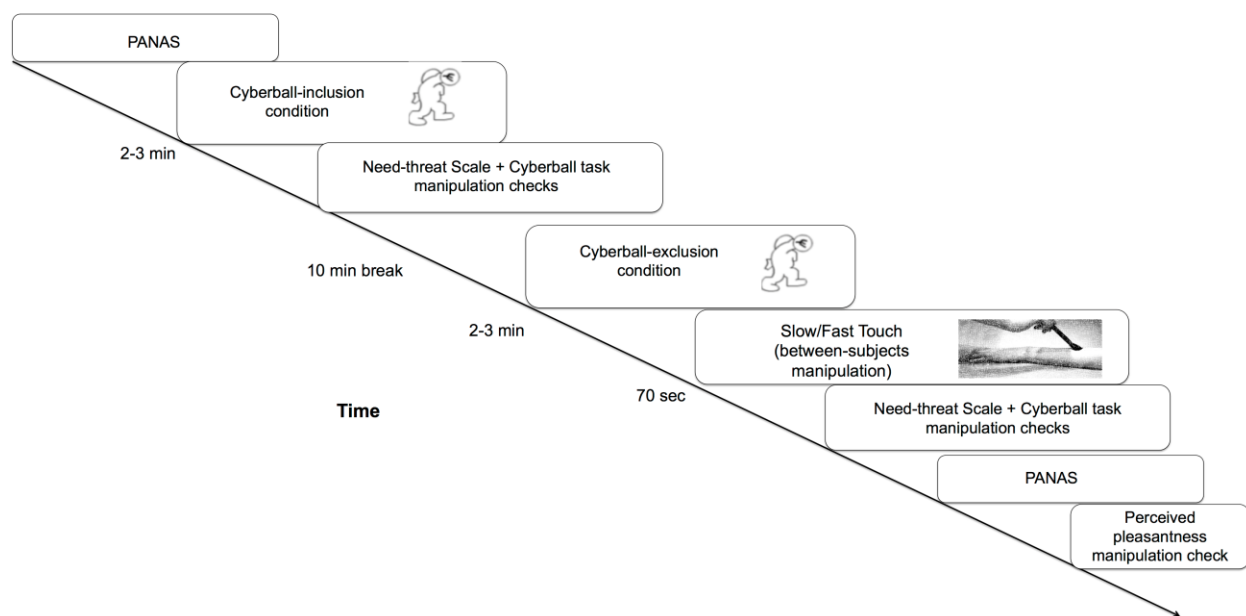 PANAS
Cyberball-inclusion
condition
2-3 min
Need-threat Scale + Cyberball task
manipulation checks
Cyberball-exclusion
condition
10 min break
2-3 min
Slow/Fast Touch
(between-subjects
manipulation)
70 sec
Time
Need-threat Scale + Cyberball task
manipulation checks
PANAS
Perceived
pleasantness
manipulation check